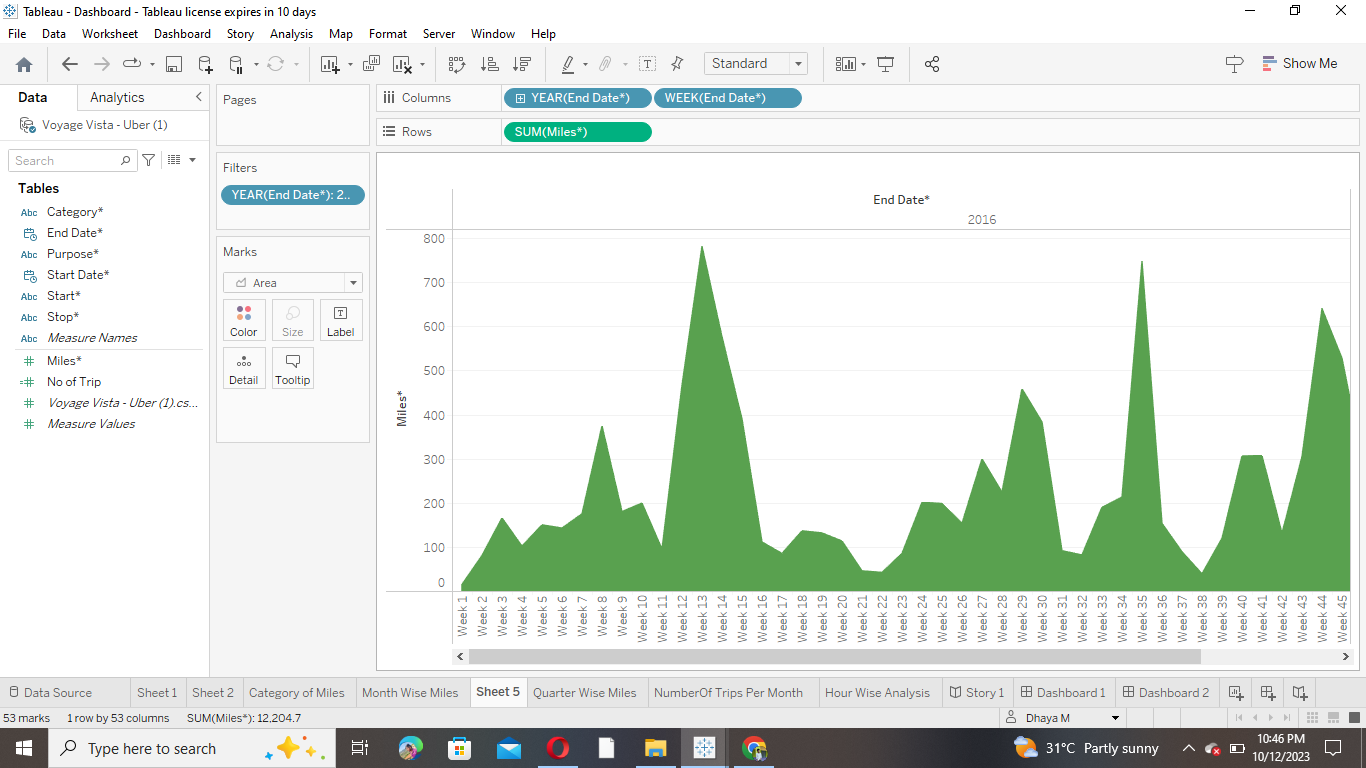 Tableau - Dashboard - Tableau license expires in 10 days
File Data Worksheet Dashboard Story Analysis Map Format Server Window Help
Standard
Show Me
Data Analytics
Voyage Vista - Uber (1)
Search
Tables
Abc Category*
End Date*
Abc Purpose*
Start Date*
Abc Start*
Abc Stop*
Abc Measure Names
Miles*
No of Trip
Voyage Vista - Uber (1).cs...
Measure Values
Pages
Filters
YEAR(End Date*): 2..
Marks
Area
Color Size Label
Detail Tooltip
Columns YEAR(End Date*) WEEK(End Date*)
Rows SUM(Miles*)
End Date*
2016
800
700
600
500
400
300
200
100
0
Miles*
Week 1
Week 2
Week 3
Week 4
Week 5
Week 6
Week 7
Week 8
Week 9
Week 10
Week 11
Week 12
Week 13
Week 14
Week 15
Week 16
Week 17
Week 18
Week 19
Week 20
Week 21
Week 22
Week 23
Week 24
Week 25
Week 26
Week 27
Week 28
Week 29
Week 30
Week 31
Week 32
Week 33
Week 34
Week 35
Week 36
Week 37
Week 38
Week 39
Week 40
Week 41
Week 42
Week 43
Week 44
Week 45
Data Source Sheet 1 Sheet 2 Category of Miles Month Wise Miles Sheet 5 Quarter Wise Miles NumberOf Trips Per Month Hour Wise Analysis Story 1 Dashboard 1 Dashboard 2
53 marks 1 row by 53 columns SUM(Miles*): 12,204.7 Dhaya M
Type here to search
31°C Partly sunny
10:46 PM
10/12/2023